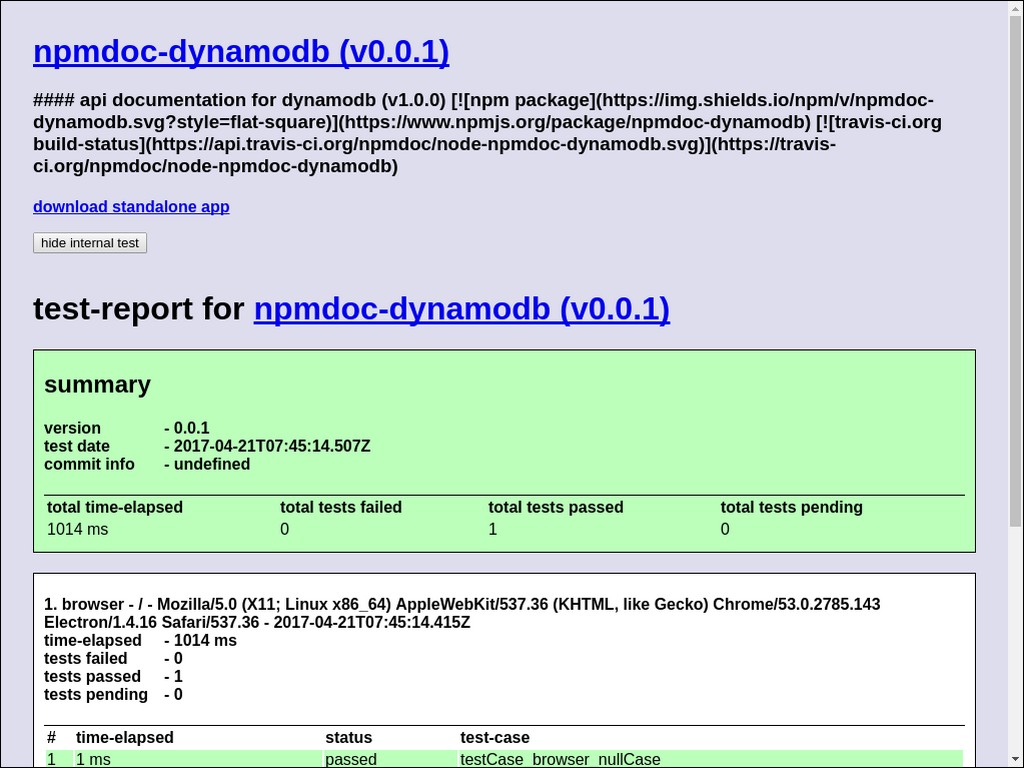 npmdoc-dynamodb (v0.0.1)
#### api documentation for dynamodb (v1.0.0) [![npm package](https://img.shields.io/npm/v/npmdoc-
dynamodb.svg?style=flat-square)](https://www.npmjs.org/package/npmdoc-dynamodb) [![travis-ci.org
build-status](https://api.travis-ci.org/npmdoc/node-npmdoc-dynamodb.svg)](https://travis-
ci.org/npmdoc/node-npmdoc-dynamodb)
download standalone app
hide internal test
test-report for npmdoc-dynamodb (v0.0.1)
summary
version - 0.0.1
test date - 2017-04-21T07:45:14.507Z
commit info - undefined
total time-elapsed total tests failed total tests passed total tests pending
1014 ms 0 1 0
1. browser - / - Mozilla/5.0 (X11; Linux x86_64) AppleWebKit/537.36 (KHTML, like Gecko) Chrome/53.0.2785.143
Electron/1.4.16 Safari/537.36 - 2017-04-21T07:45:14.415Z
time-elapsed - 1014 ms
tests failed - 0
tests passed - 1
tests pending - 0
# time-elapsed status test-case
1 1 ms passed testCase_browser_nullCase